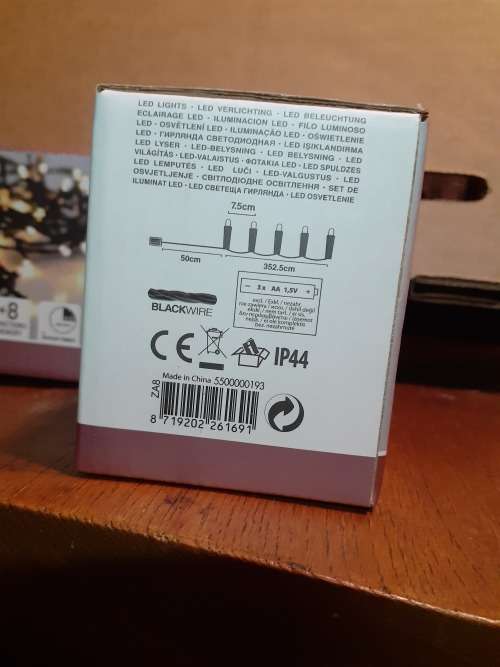 LED LIGHTS · LED VERLICHTING · LED BELEUCHTUNG
ECLAIRAGE LED · ILUMINACION LED · FILO LUMINOSO
LED · OSVĚTLENÍ LED · ILUMINAÇÃO LED · OŚWIETLENIE
LED · ГИРЛЯНДА СВЕТОДИОДНАЯ · LED IŞIKLANDIRMA
LED LYSER · LED-BELYSNING · LED BELYSNING · LED
VILÁGÍTÁS · LED-VALAISTUS · ΦΩΤΑΚΙΑ LED · LED SPULDZES
LED LEMPUTĖS · LED LUČI · LED-VALGUSTUS · LED
OSVJETLJENJE · СВІТЛОДІОДНЕ ОСВІТЛЕННЯ · SET DE
ILUMINAT LED · LED СВЕТЕЩА ГИРЛЯНДА · LED OSVETLENIE
7.5cm
50cm
352.5cm
− 3x AA 1,5V +
BLACKWIRE
CE
IP44
Made in China 5500000193
ZA8
8 719202 261691
8